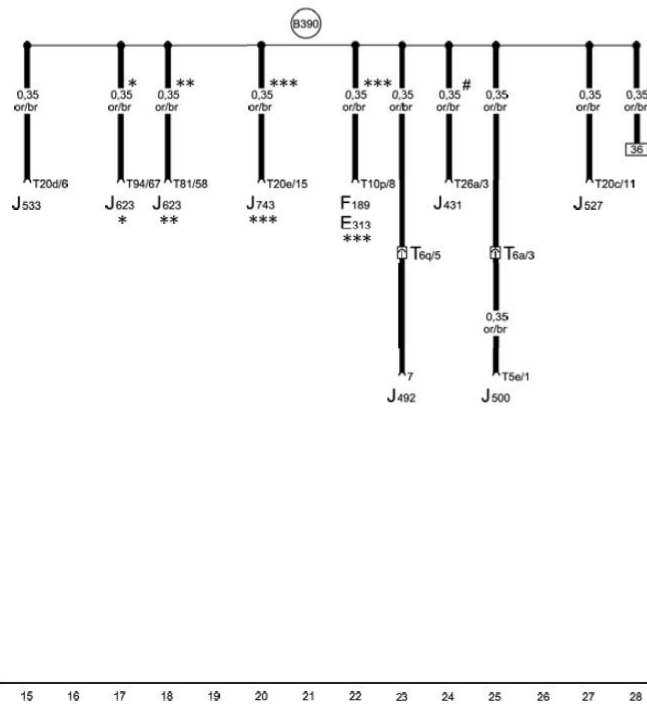 B390
* ** *** *** #
0,35 0,35 0,35 0,35 0,35 0,35 0,35 0,35 0,35 0,35
or/br or/br or/br or/br or/br or/br or/br or/br or/br or/br
36
T20d/6 T94/67 T81/58 T20e/15 T10p/8 T26a/3 T20c/11
J533 J623 J623 J743 F189 J431 J527
* ** *** E313
***
T6q/5 T6a/3
0,35
or/br
7 T5e/1
J492 J500
15 16 17 18 19 20 21 22 23 24 25 26 27 28